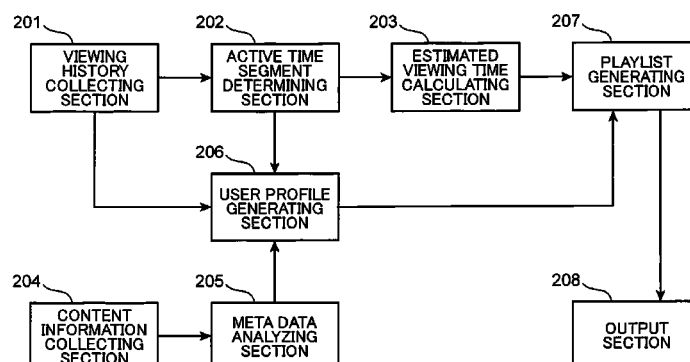 201
VIEWING
HISTORY
COLLECTING
SECTION
202
ACTIVE TIME
SEGMENT
DETERMINING
SECTION
203
ESTIMATED
VIEWING TIME
CALCULATING
SECTION
207
PLAYLIST
GENERATING
SECTION
206
USER PROFILE
GENERATING
SECTION
204
CONTENT
INFORMATION
COLLECTING
SECTION
205
META DATA
ANALYZING
SECTION
208
OUTPUT
SECTION